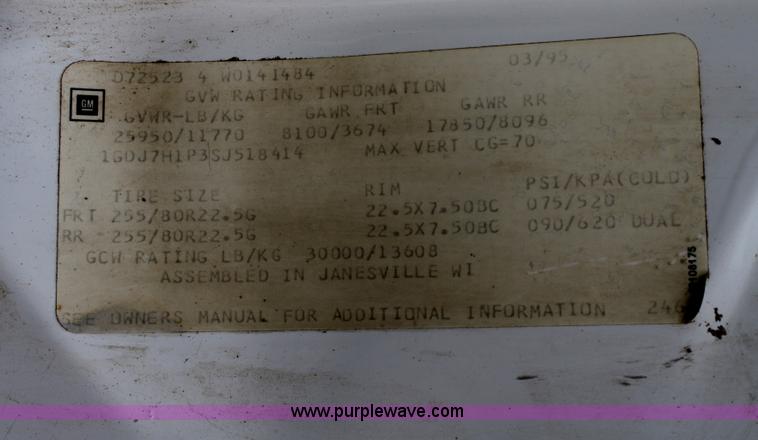 03/95
072523 4 W0141484
GVW RATING INFORMATION
GM
GVWR-LB/KG GAWR FRT GAWR RR
25950/11770 8100/3674 17850/8096
1GDJ7H1P3SJ518414 MAX VERT CG=70
TIRE SIZE RIM PSI/KPA(COLD)
FRT 255/80R22.5G 22.5X7.50BC 075/520
RR 255/80R22.5G 22.5X7.50BC 090/620 DUAL
GCW RATING LB/KG 30000/13608
ASSEMBLED IN JANESVILLE WI
SEE OWNERS MANUAL FOR ADDITIONAL INFORMATION
www.purplewave.com